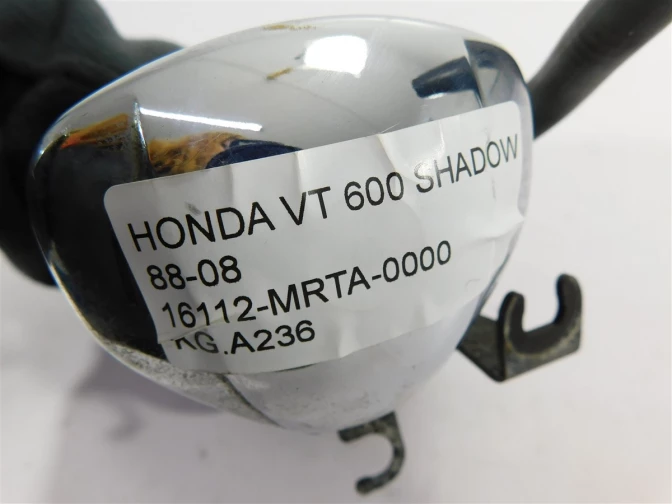 HONDA VT 600 SHADOW
88-08
16112-MRTA-0000
KG.A236